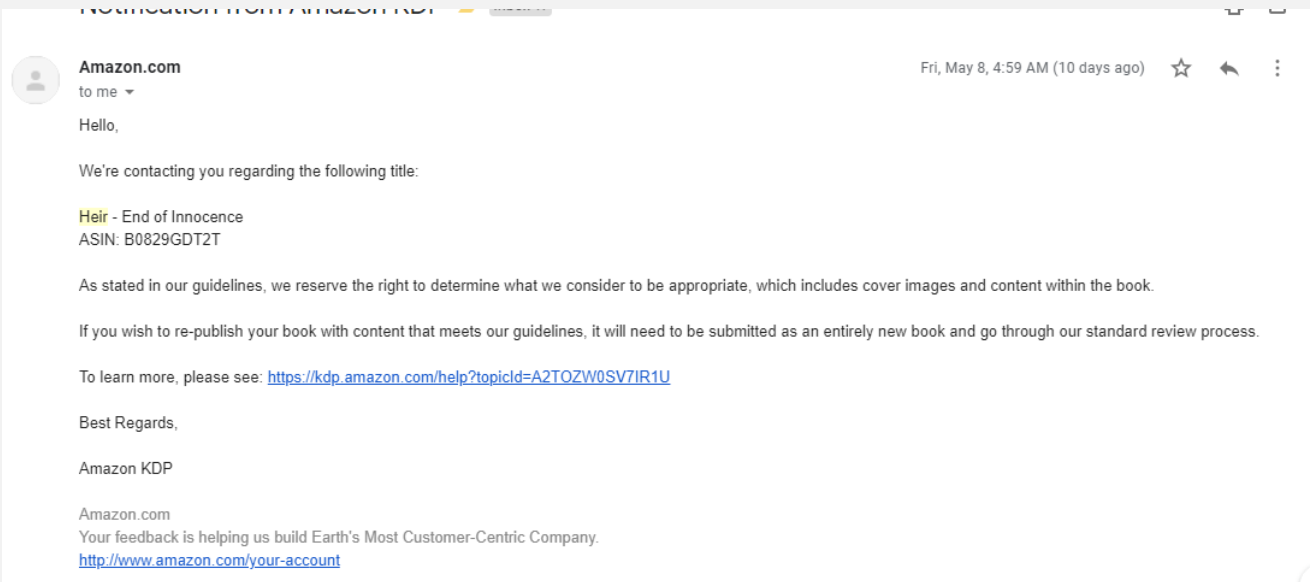 Notification from Amazon KDP
Amazon.com
Fri, May 8, 4:59 AM (10 days ago)
to me
Hello,
We're contacting you regarding the following title:
Heir - End of Innocence
ASIN: B0829GDT2T
As stated in our guidelines, we reserve the right to determine what we consider to be appropriate, which includes cover images and content within the book.
If you wish to re-publish your book with content that meets our guidelines, it will need to be submitted as an entirely new book and go through our standard review process.
To learn more, please see: https://kdp.amazon.com/help?topicId=A2TOZW0SV7IR1U
Best Regards,
Amazon KDP
Amazon.com
Your feedback is helping us build Earth's Most Customer-Centric Company.
http://www.amazon.com/your-account